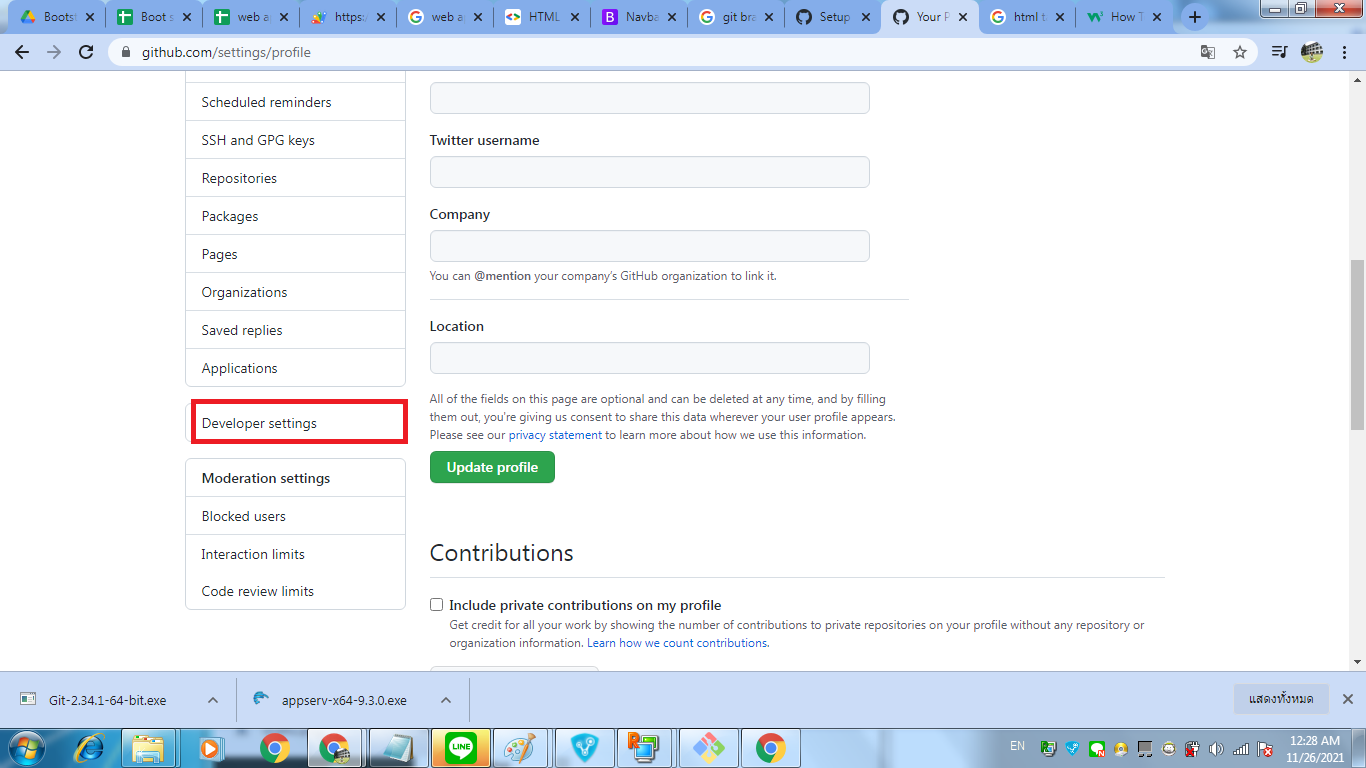 Boots
Boot s
web ap
https:/
web ap
HTML
Navba
git bra
Setup
Your P
html t
How T
github.com/settings/profile
Scheduled reminders
SSH and GPG keys
Repositories
Packages
Pages
Organizations
Saved replies
Applications
Developer settings
Moderation settings
Blocked users
Interaction limits
Code review limits
Twitter username
Company
You can @mention your company's GitHub organization to link it.
Location
All of the fields on this page are optional and can be deleted at any time, and by filling
them out, you're giving us consent to share this data wherever your user profile appears.
Please see our privacy statement to learn more about how we use this information.
Update profile
Contributions
Include private contributions on my profile
Get credit for all your work by showing the number of contributions to private repositories on your profile without any repository or
organization information. Learn how we count contributions.
Git-2.34.1-64-bit.exe
appserv-x64-9.3.0.exe
แสดงทั้งหมด
LINE
EN
12:28 AM
11/26/2021